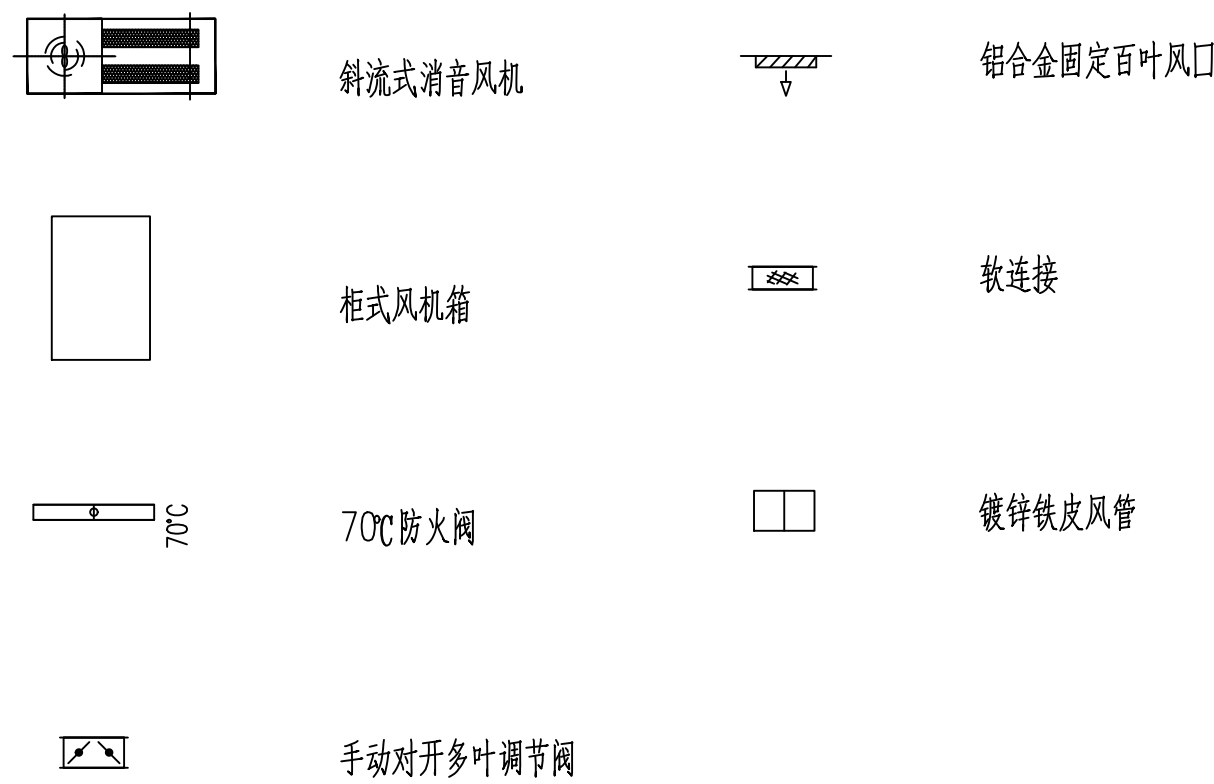 斜流式消音风机
铝合金固定百叶风口
柜式风机箱
软连接
70℃
70℃防火阀
镀锌铁皮风管
手动对开多叶调节阀